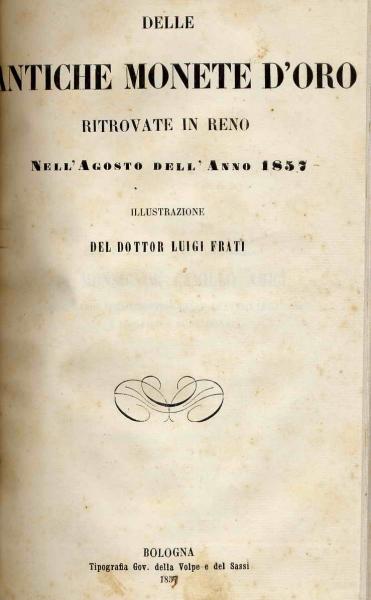 DELLE
ANTICHE MONETE D'ORO
RITROVATE IN RENO
NELL'AGOSTO DELL'ANNO 1857
ILLUSTRAZIONE
DEL DOTTOR LUIGI FRATI
BOLOGNA
Tipografia Gov. della Volpe e del Sassi
1857